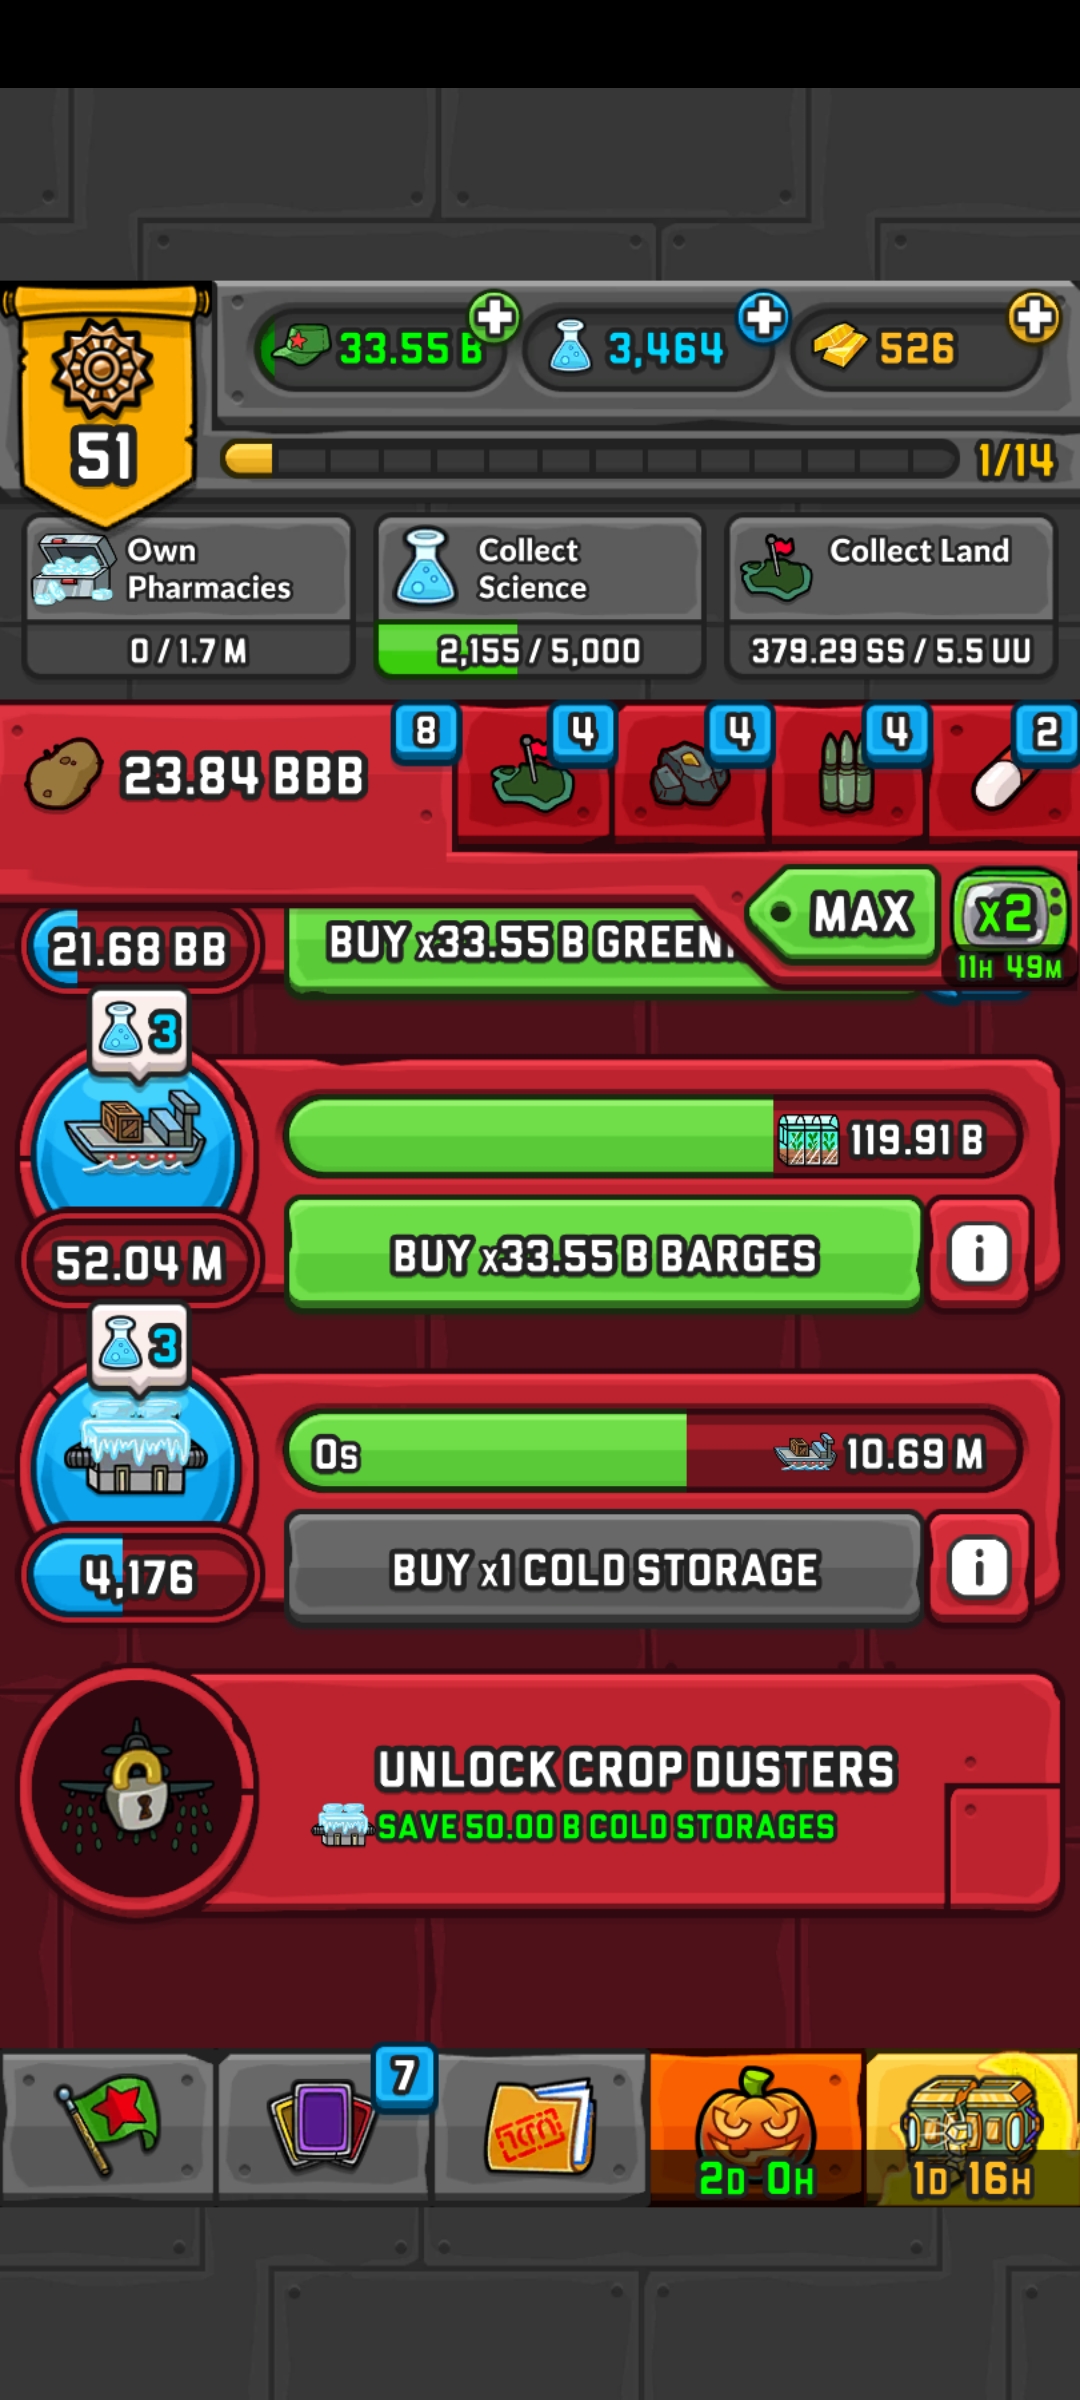 33.55 B
3,464
526
51
1/14
Own
Pharmacies
0 / 1.7 M
Collect
Science
2,155 / 5,000
Collect Land
379.29 SS / 5.5 UU
23.84 BBB
8
4
4
4
2
MAX
x2
11H 49M
21.68 BB
BUY x33.55 B GREEN
3
119.91 B
52.04 M
BUY x33.55 B BARGES
i
3
0s
10.69 M
4,176
BUY x1 COLD STORAGE
i
UNLOCK CROP DUSTERS
SAVE 50.00 B COLD STORAGES
7
2D 0H
1D 16H